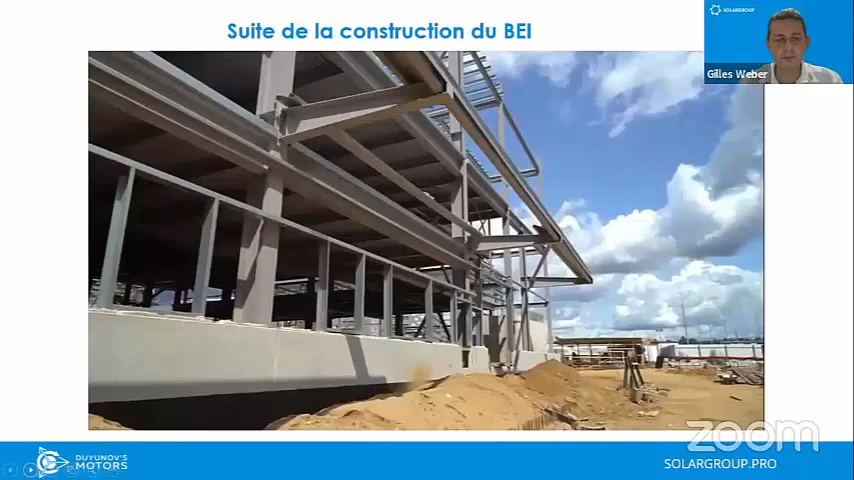 Suite de la construction du BEI
SOLARGROUP
Gilles Weber
zoom
DUYUNOV'S
MOTORS
SOLARGROUP.PRO